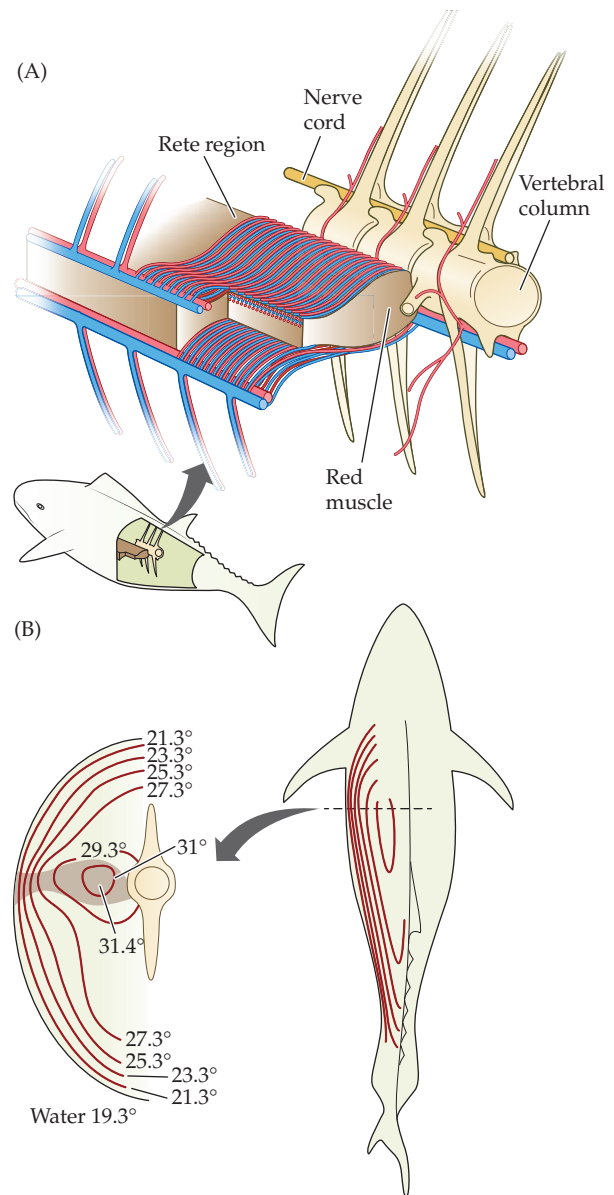 (A)
Nerve
cord
Rete region
Vertebral
column
Red
muscle
(B)
21.3°
23.3°
25.3°
27.3°
29.3°
31°
31.4°
27.3°
25.3°
23.3°
21.3°
Water 19.3°